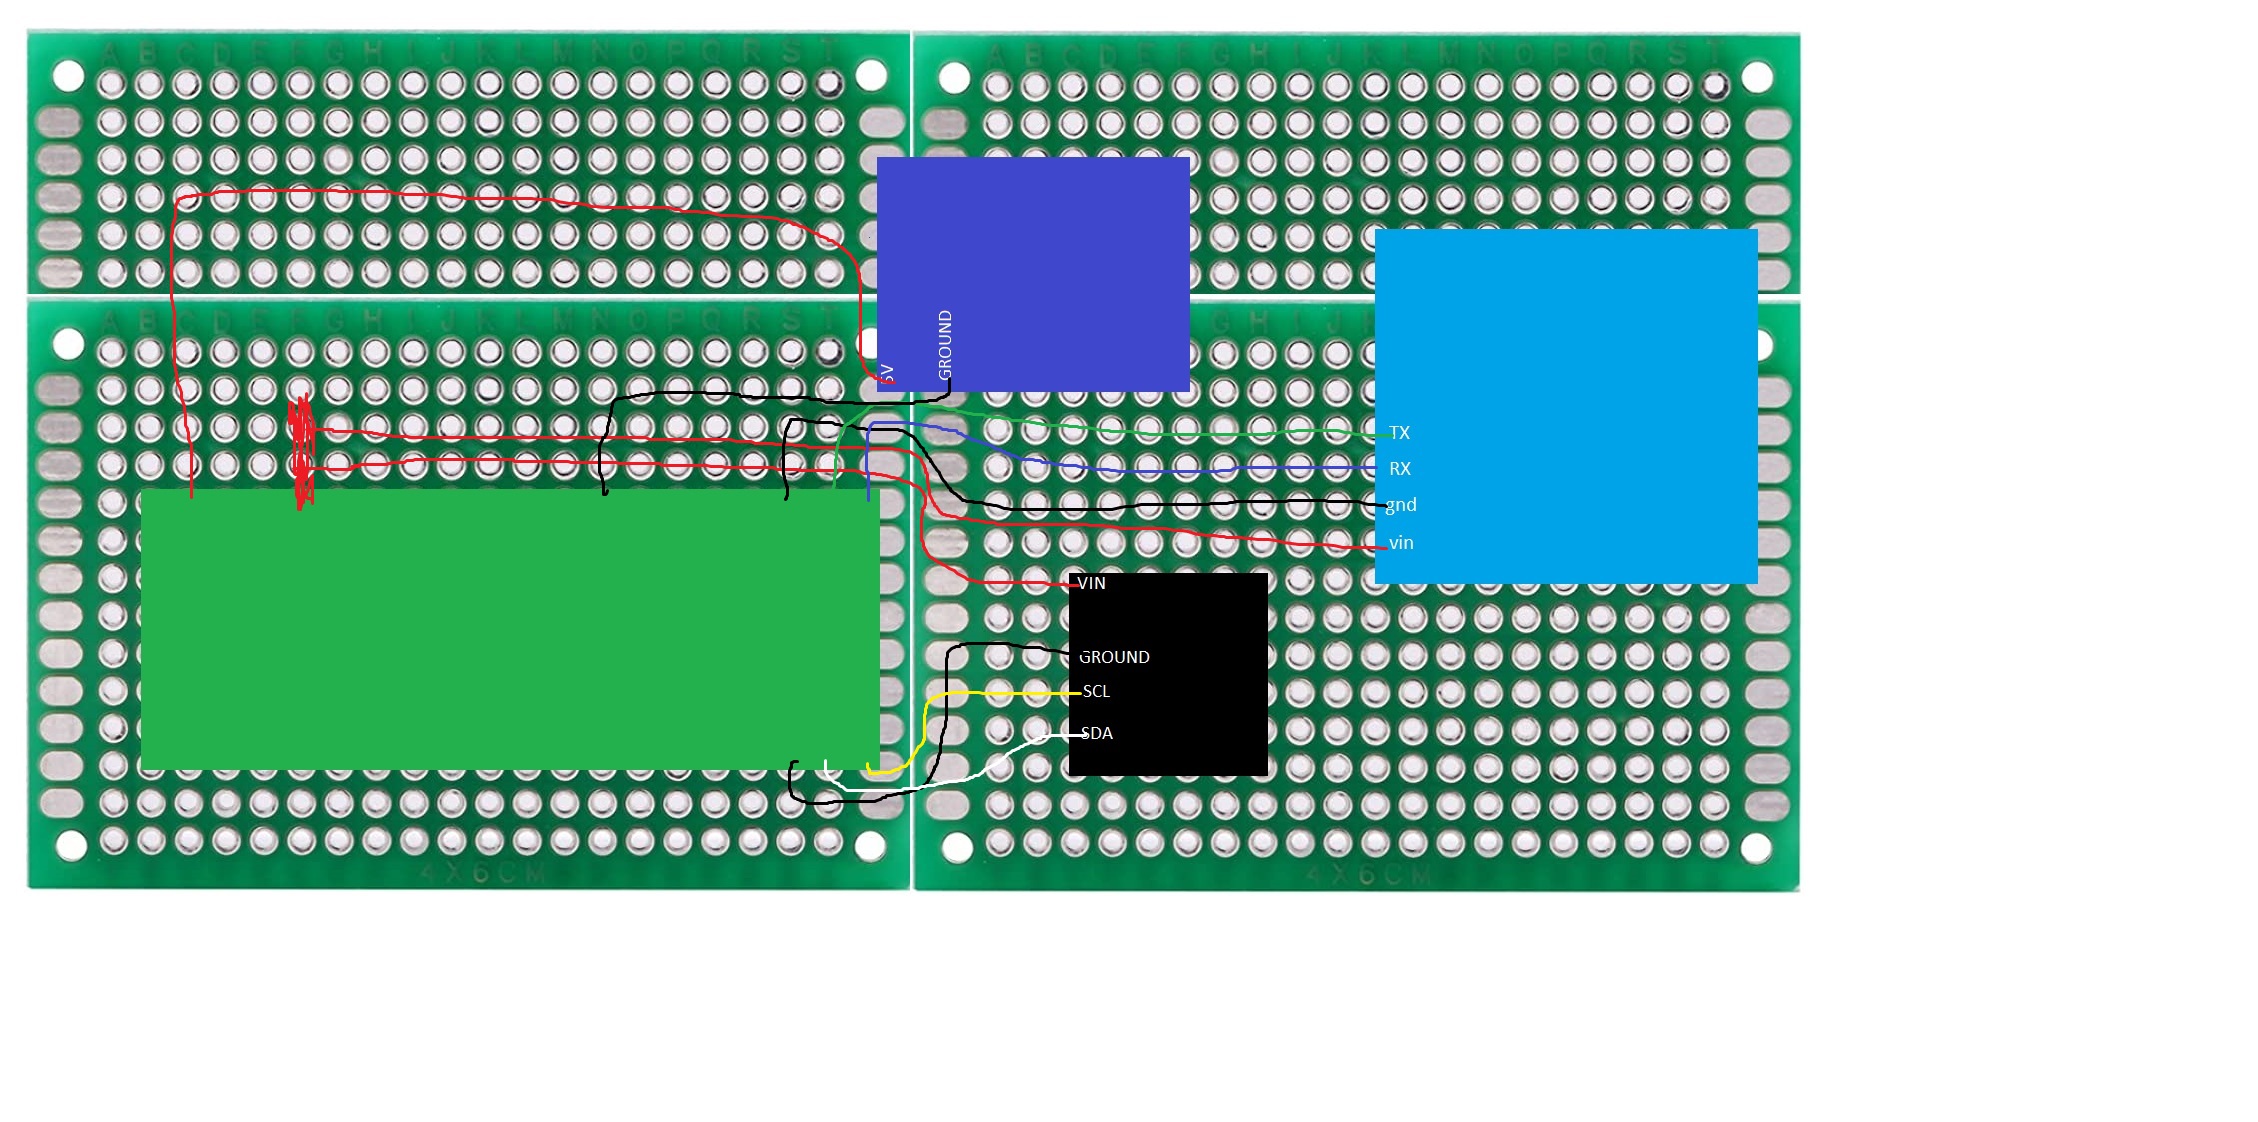 A B C D E F G H I J K L M N O P Q R S T
A B C D E F G H I J K L M N O P Q R S T
5V
GROUND
A B C D E F G H I J K L M N O P Q R S T
G H I J
TX
RX
gnd
vin
VIN
GROUND
SCL
SDA
4X6CM
4X6CM